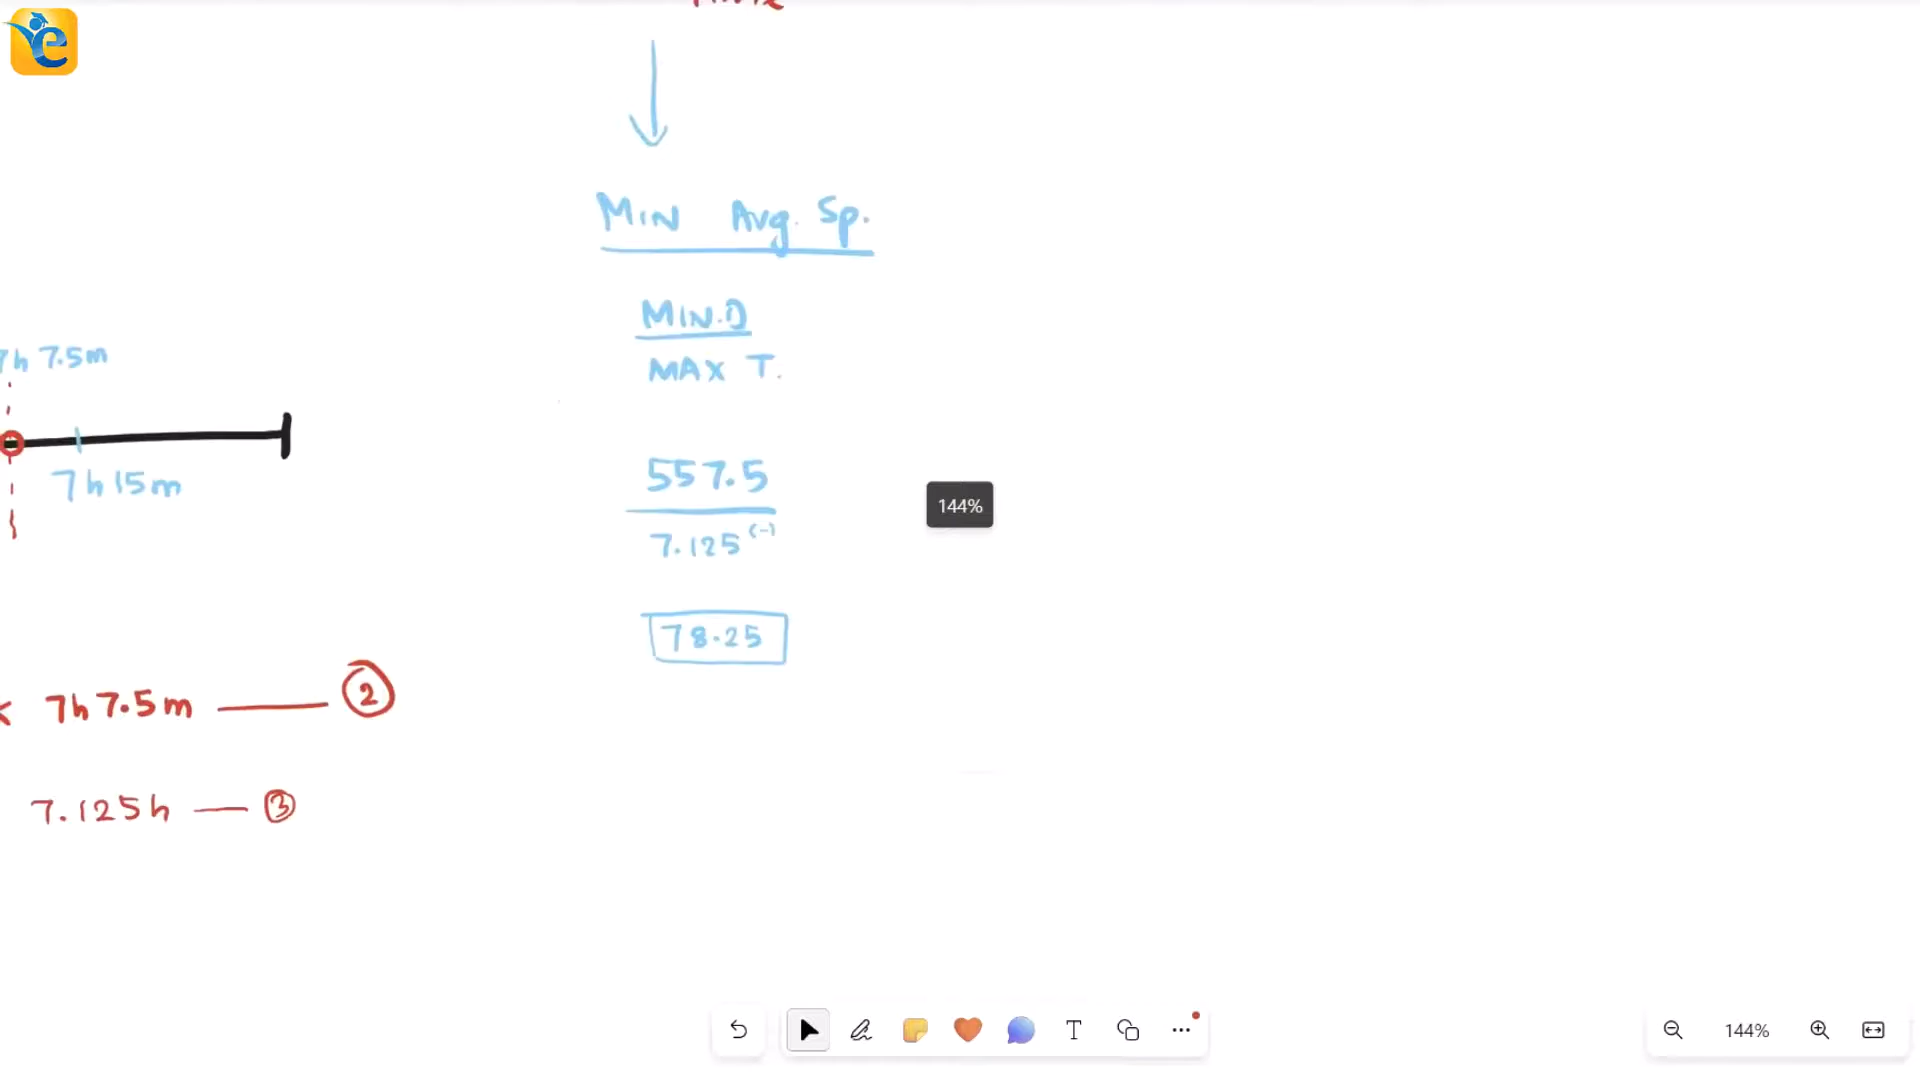 MIN Avg. Sp.
MIN.D
MAX T.
7h 7.5m
7h 15m
557.5
7.125(-)
78.25
144%
< 7h 7.5m —— 2
7.125h — 3
T
144%